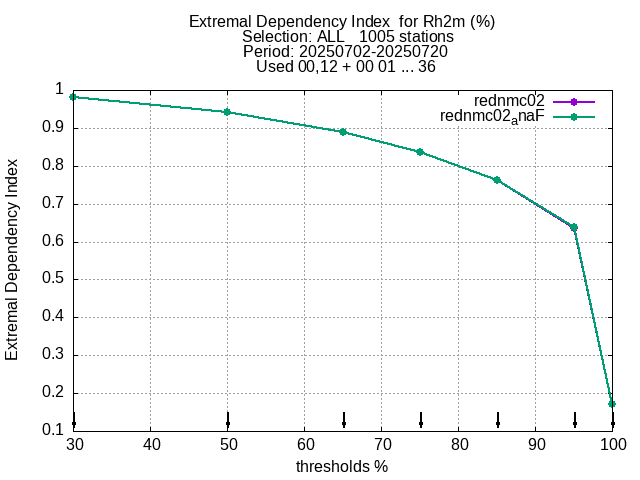 Extremal Dependency Index  for Rh2m (%)
Selection: ALL   1005 stations
Period: 20250702-20250720
Used 00,12 + 00 01 ... 36
rednmc02
rednmc02anaF
Extremal Dependency Index
1
0.9
0.8
0.7
0.6
0.5
0.4
0.3
0.2
0.1
30 40 50 60 70 80 90 100
thresholds %